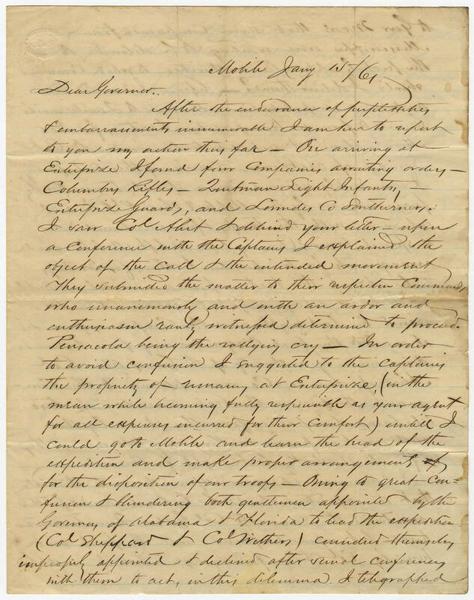 Mobile Jany 15th/61
Dear Governor.
After the endurance of perplexities
& embarrassments innumerable I am here to report
to you my action thus far - On arriving at
Enterprize I found four Companies awaiting orders -
Columbus Rifles - Light Infantry -
Enterprize Guards, and Lowndes Co Southerners.
I saw Col Abert & delivd your letter - upon
a Conference with the Captains I explained the
object of the Call & the intended movement
They submitted the matter to their respective Commands
who unanimously and with an ardor and
enthusiasm rarely witnessed determined to proceed
Pensacola being the rallying cry - In order
to avoid confusion I suggested to the Captains
the propriety of remaing at Enterprize, (in the
mean while becoming fully responsible as your agent
for all expenses incurred for their Comfort) untill I
could go to Mobile and learn the head of the
expedition and make proper arrangements
for the disposition of our troops - Owing to great con-
fusion & blundering both gentlemen appointed by the
Governors of Alabama & Florida to lead the expedition
(Col Sheppard & Col Withers) considered themselves
improperly appointed & declined after several conferences
with them to act, in this dilemma I telegraphed